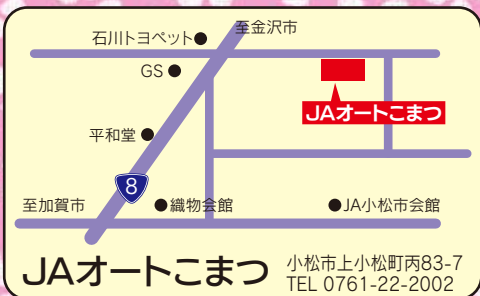 至金沢市
石川トヨペット
GS
JAオートこまつ
平和堂
8
至加賀市
織物会館
JA小松市会館
JAオートこまつ
小松市上小松町丙83-7
TEL 0761-22-2002